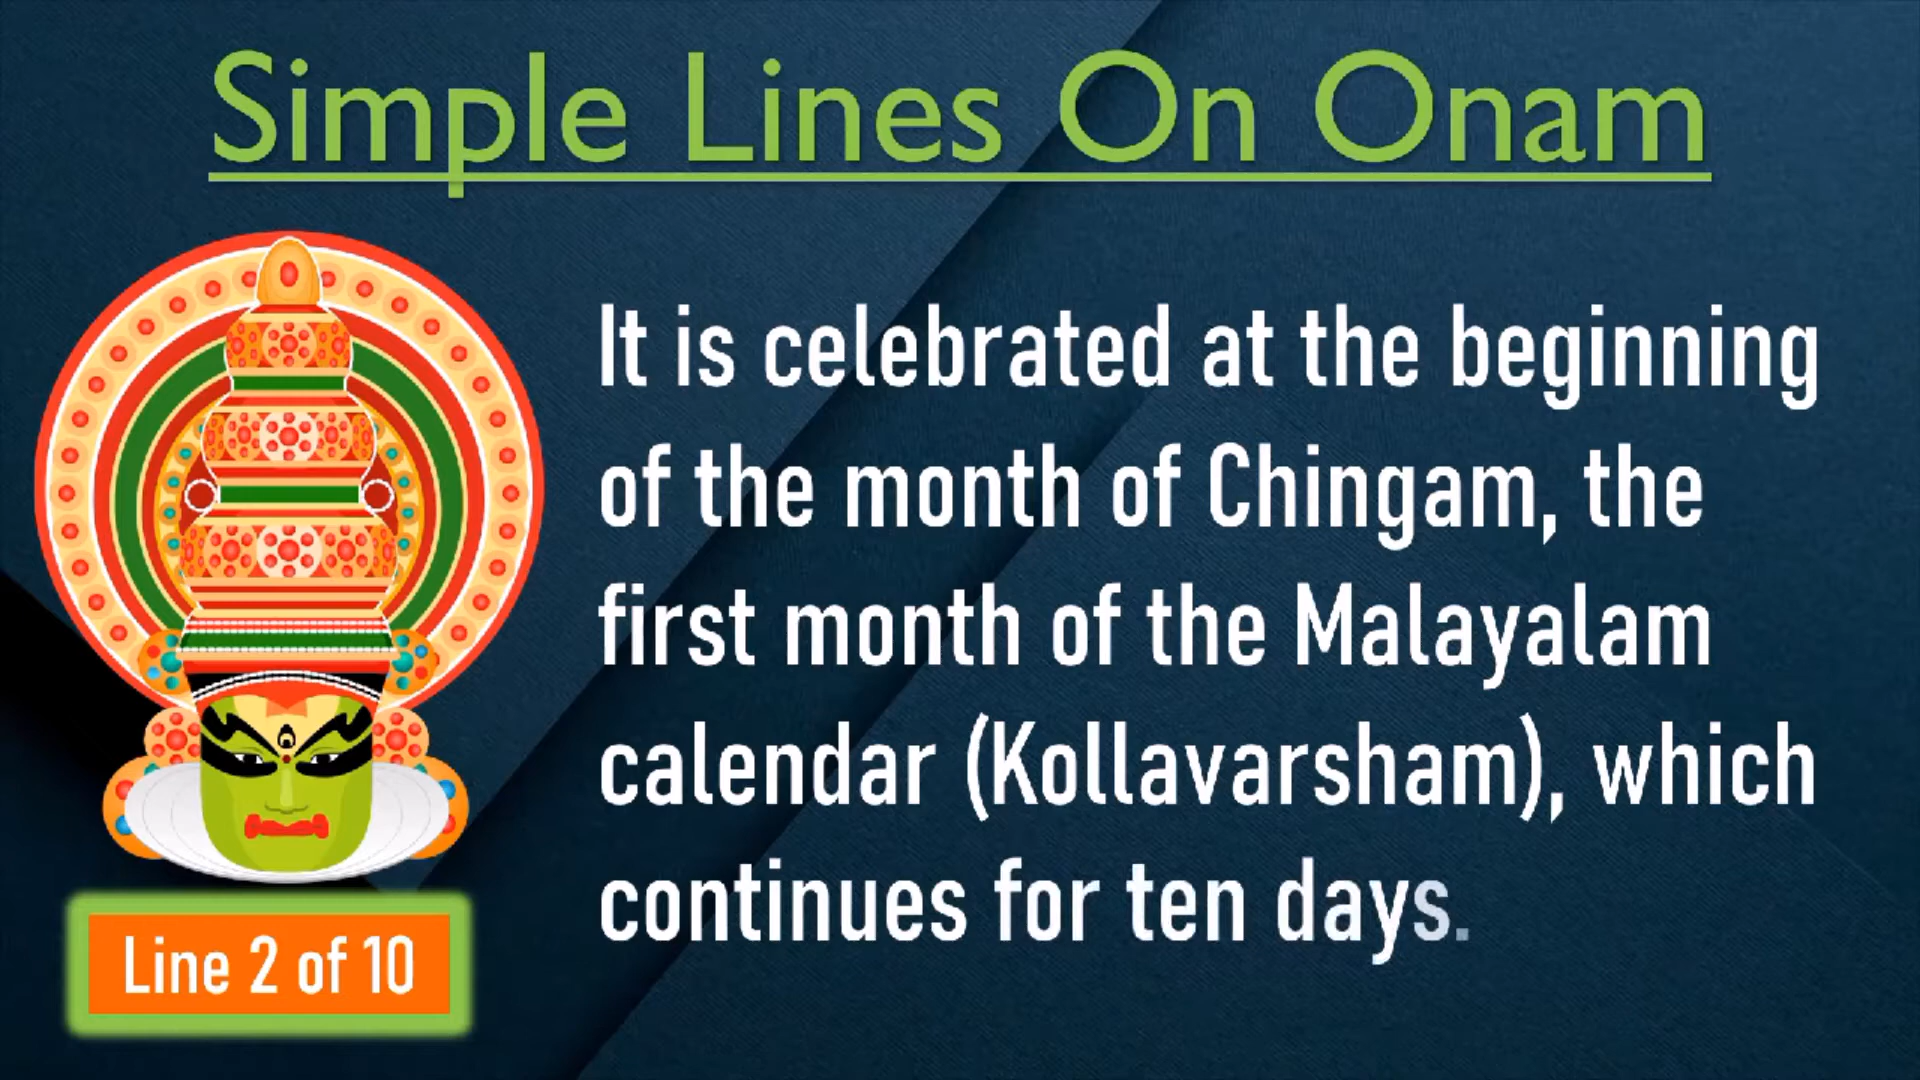 Simple Lines On Onam
It is celebrated at the beginning
of the month of Chingam, the
first month of the Malayalam
calendar (Kollavarsham), which
continues for ten days.
Line 2 of 10